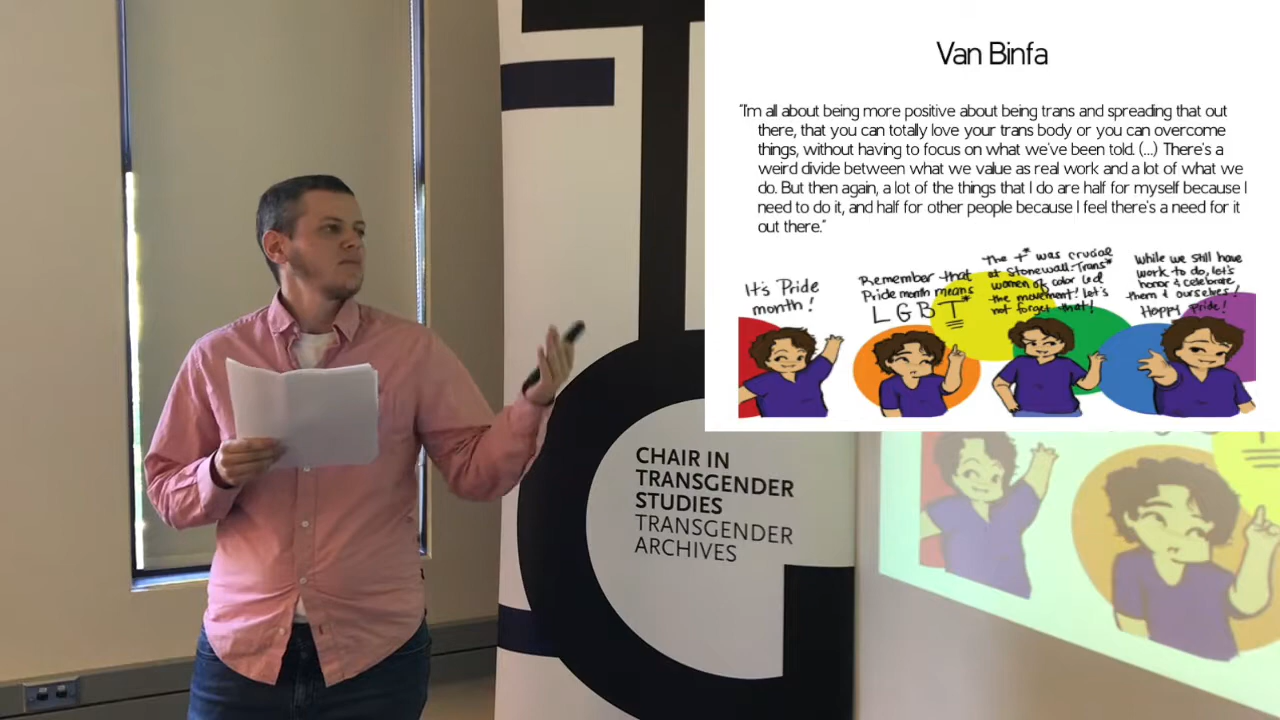 Van Binfa
"I'm all about being more positive about being trans and spreading that out
there, that you can totally love your trans body or you can overcome
things, without having to focus on what we've been told. (...) There's a
weird divide between what we value as real work and a lot of what we
do. But then again, a lot of the things that I do are half for myself because I
need to do it, and half for other people because I feel there's a need for it
out there."
It's Pride
month!
Remember that
Pride month means
LGBT*
The t* was crucial
at Stonewall. Trans*
women of color led
the movement! Let's
not forget that!
While we still have
work to do, let's
honor & celebrate
them & ourselves!
Happy Pride!
CHAIR IN
TRANSGENDER
STUDIES
TRANSGENDER
ARCHIVES